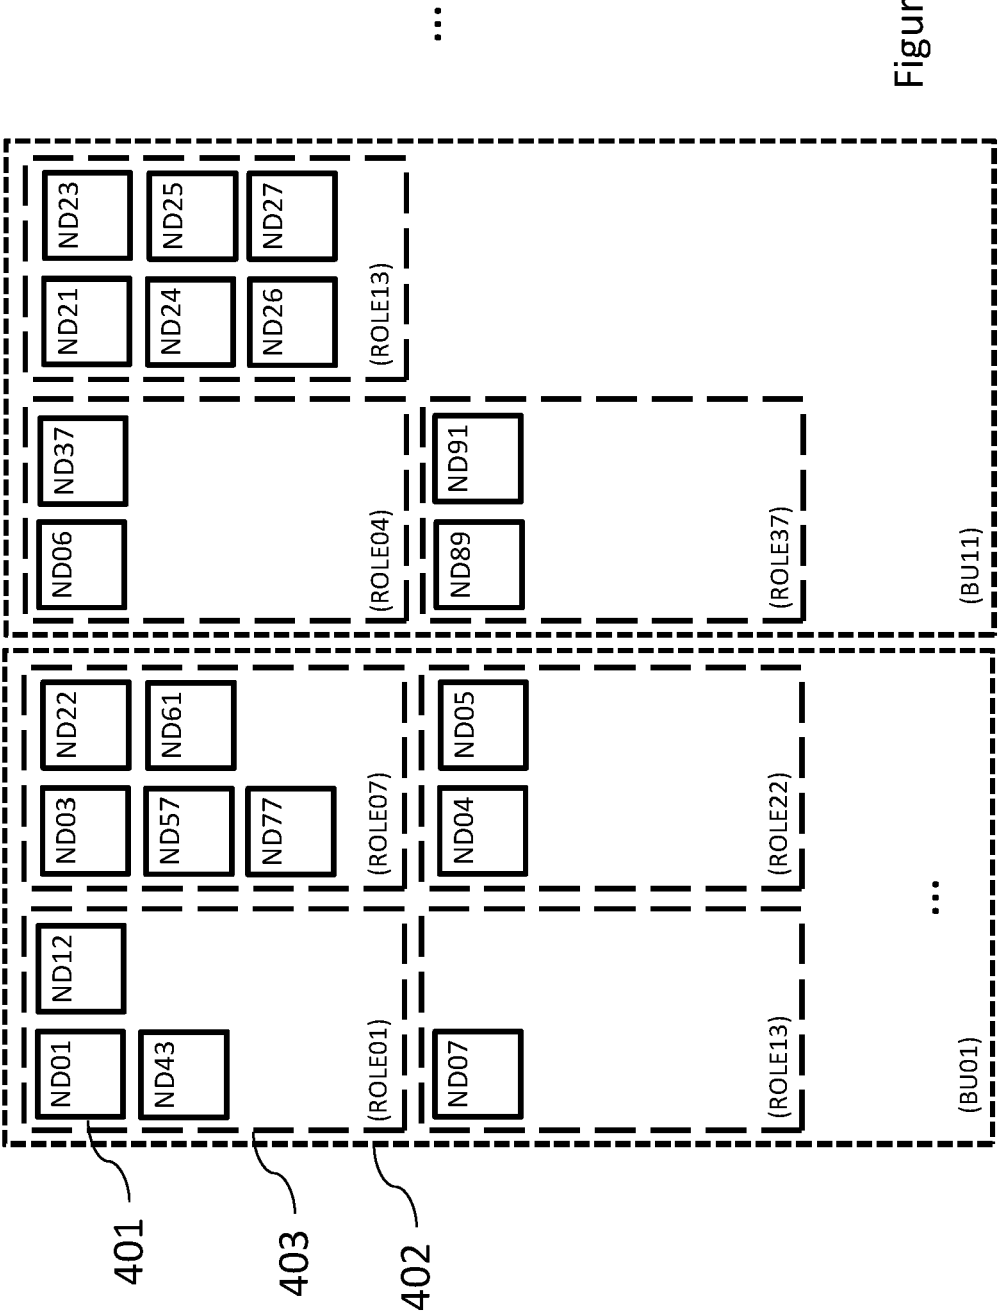 401
403
402
ND01
ND12
ND43
(ROLE01)
ND03
ND22
ND57
ND61
ND77
(ROLE07)
ND07
(ROLE13)
ND04
ND05
(ROLE22)
...
(BU01)
ND06
ND37
(ROLE04)
ND21
ND23
ND24
ND25
ND26
ND27
(ROLE13)
ND89
ND91
(ROLE37)
(BU11)
...
Figur